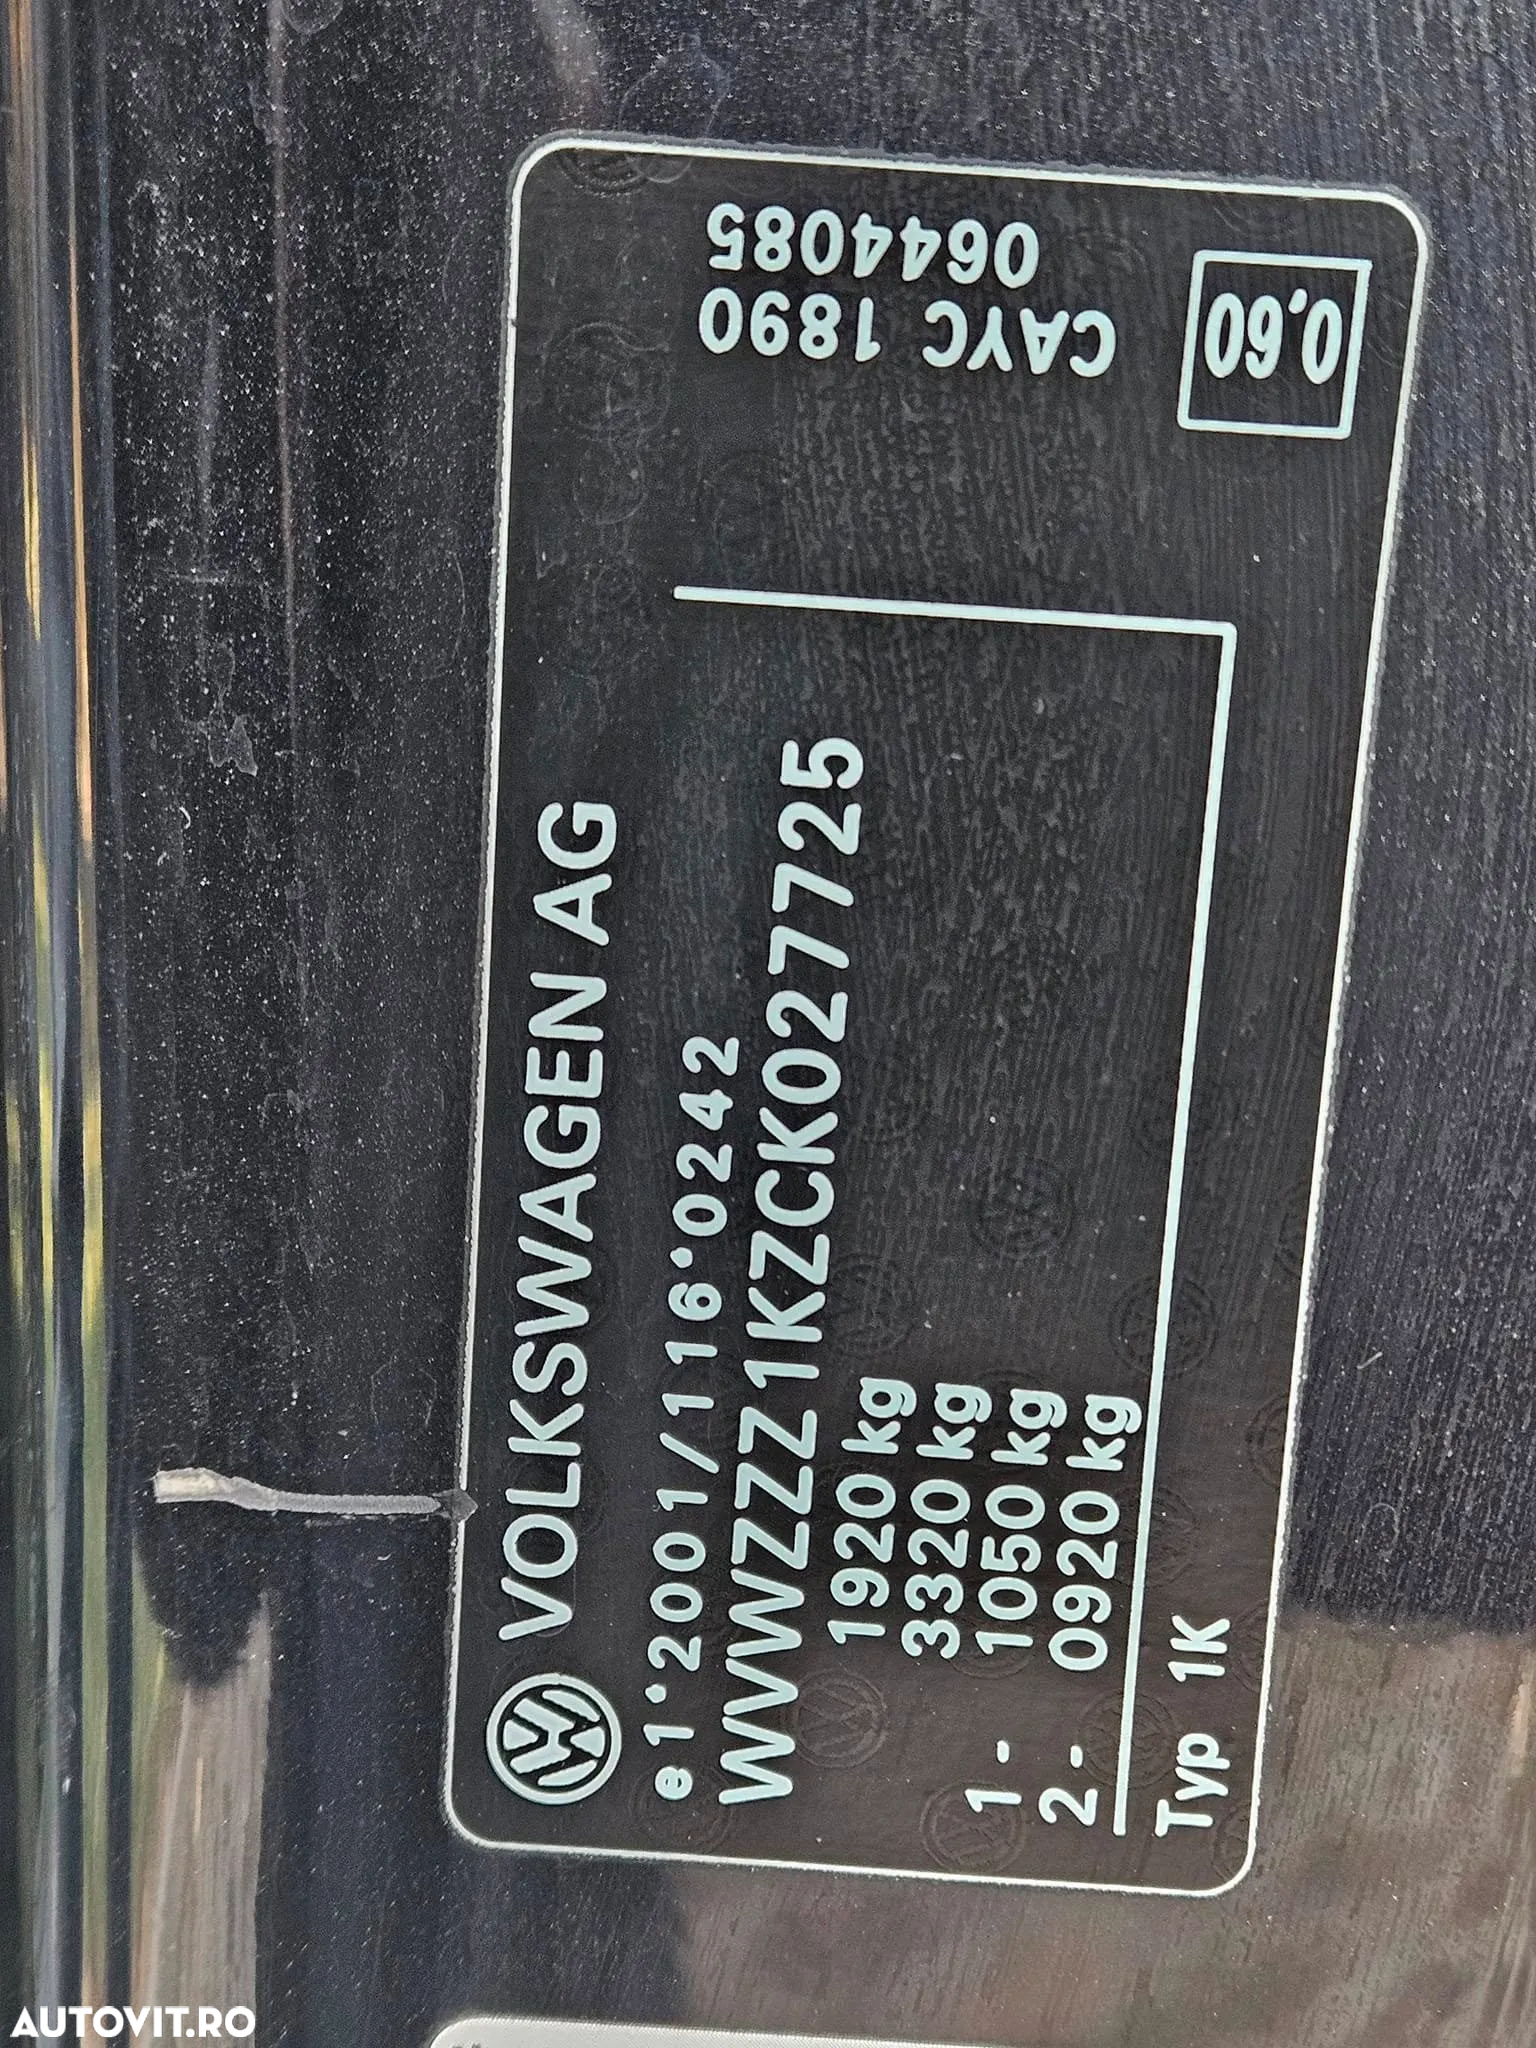 VOLKSWAGEN AG
e1*2001/116*0242
WVWZZZ1KZCK027725
1920 kg
3320 kg
1- 1050 kg
2- 0920 kg
Typ 1K
CAYC 1890
0644085
0,60
AUTOVIT.RO